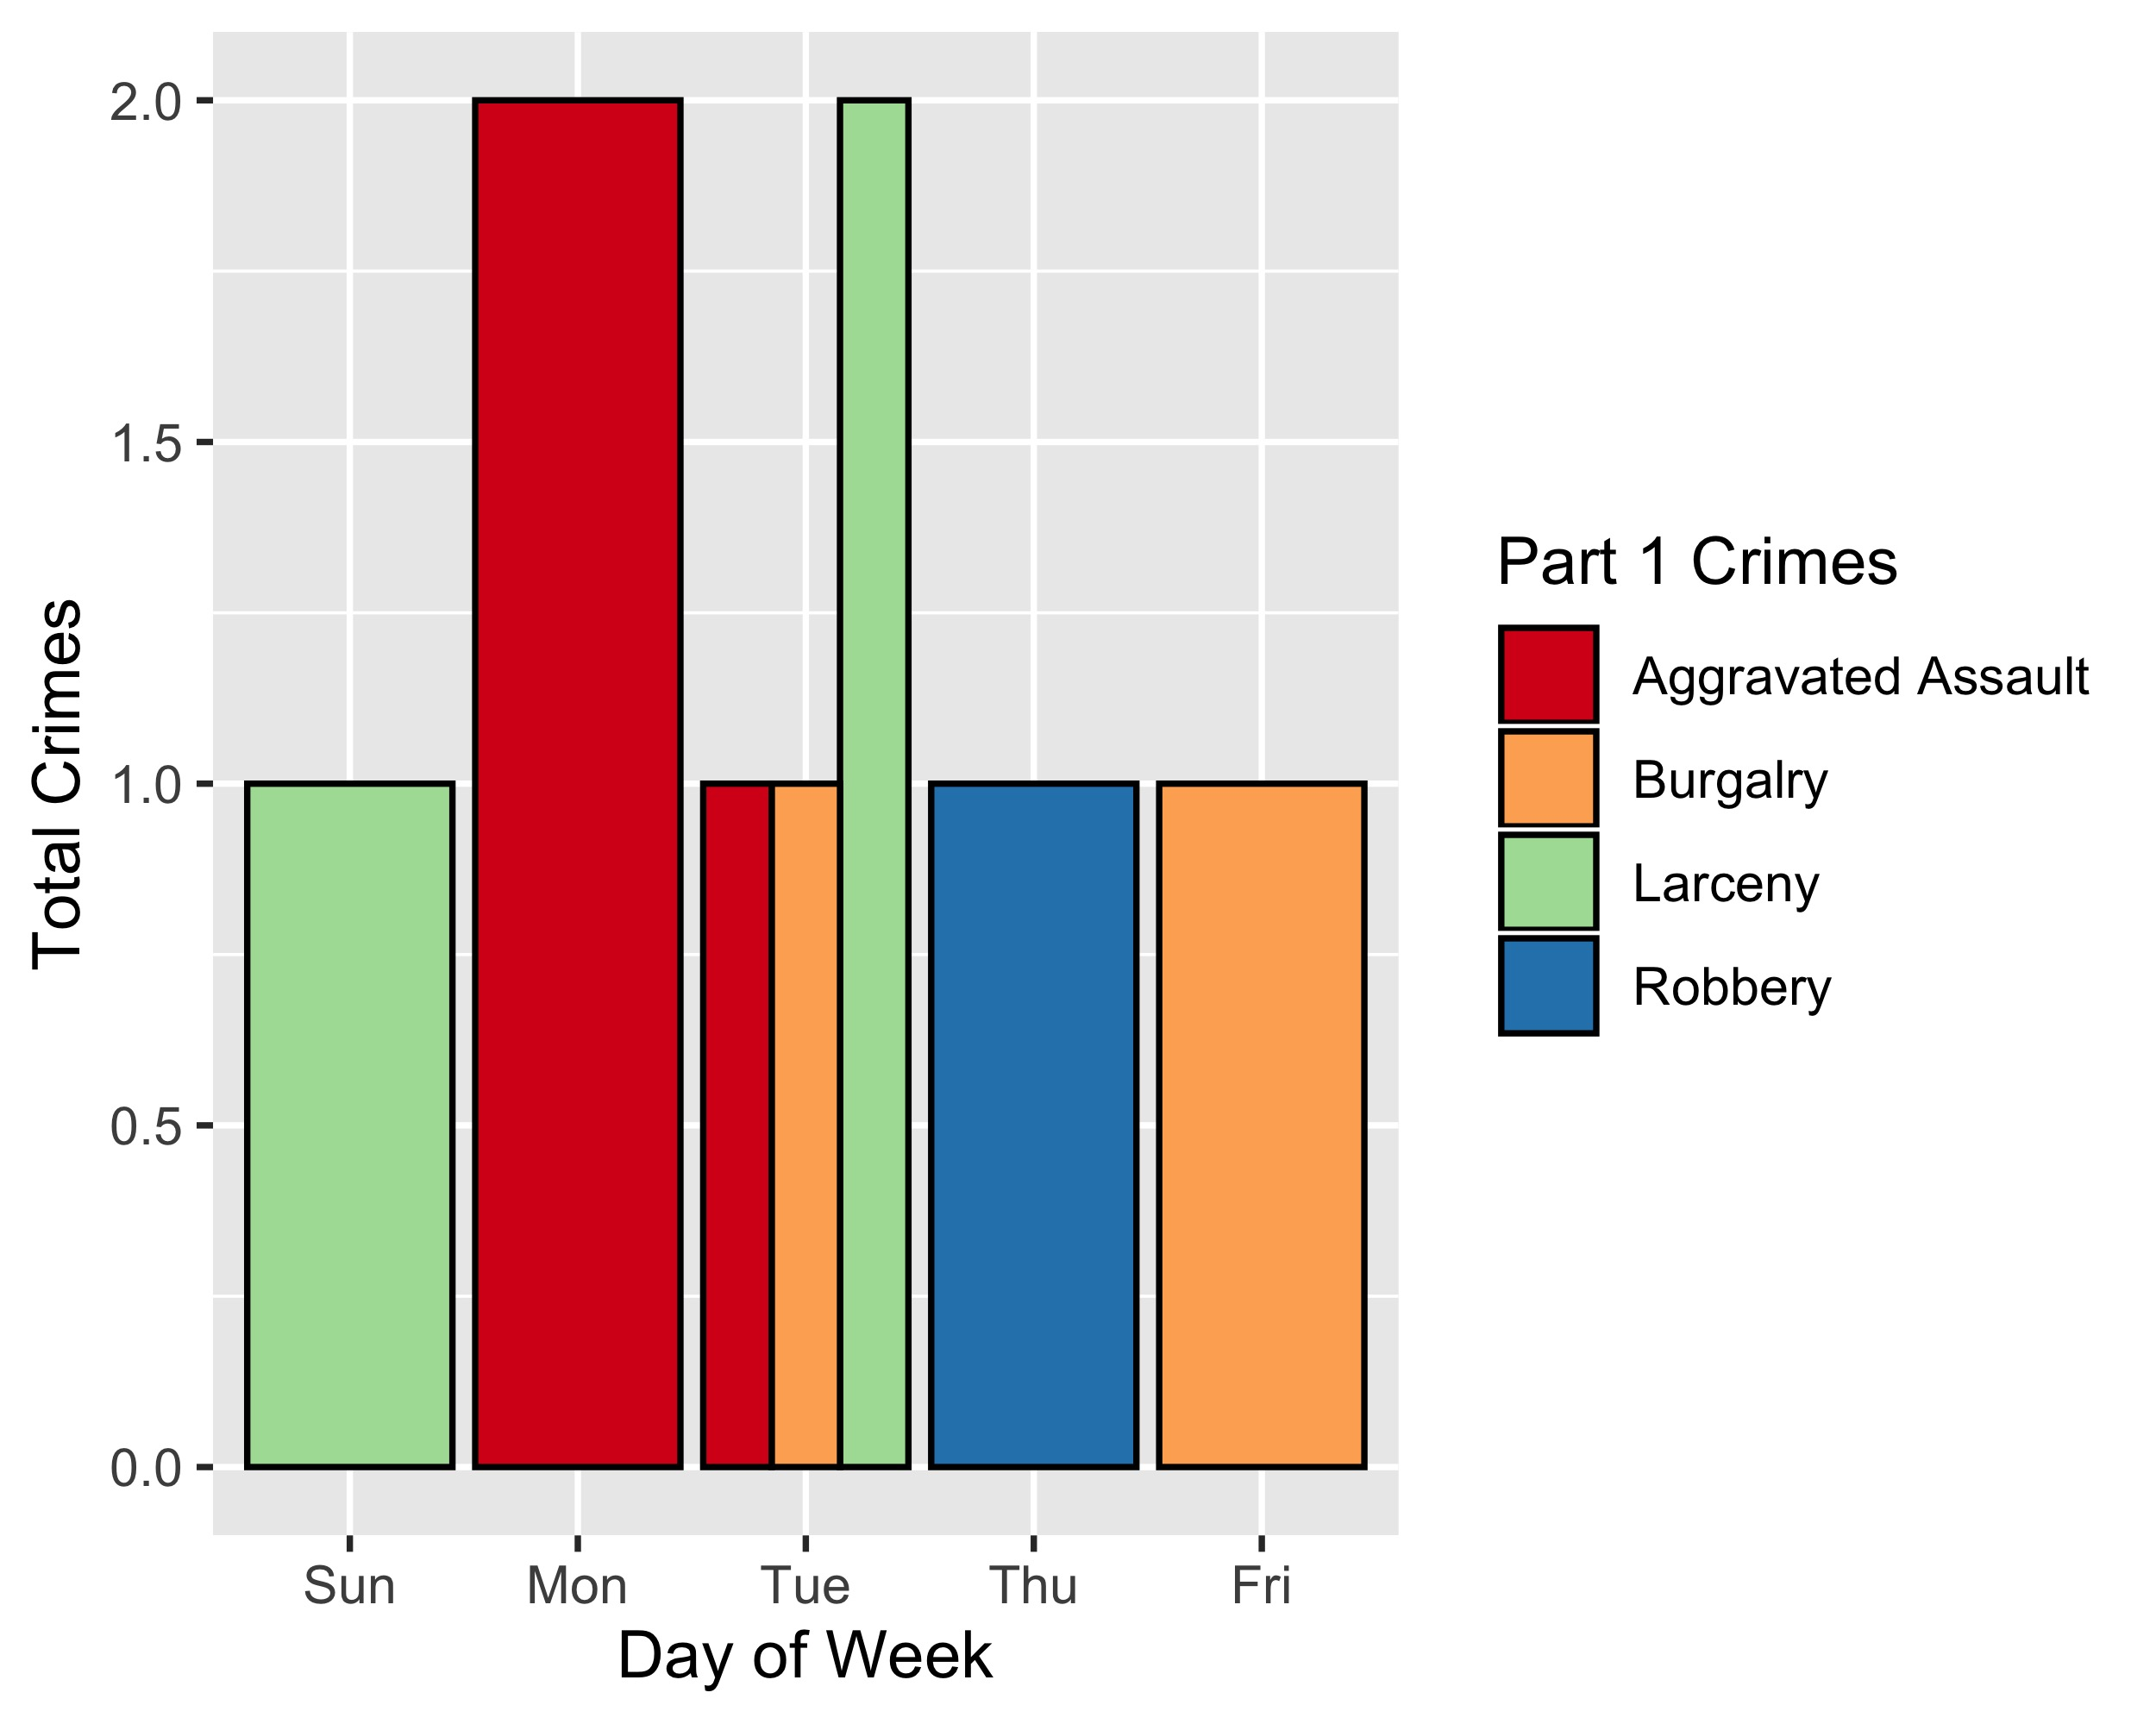 2.0
1.5
1.0
0.5
0.0
Total Crimes
Sun Mon Tue Thu Fri
Day of Week
Part 1 Crimes
Aggravated Assault
Burgalry
Larceny
Robbery